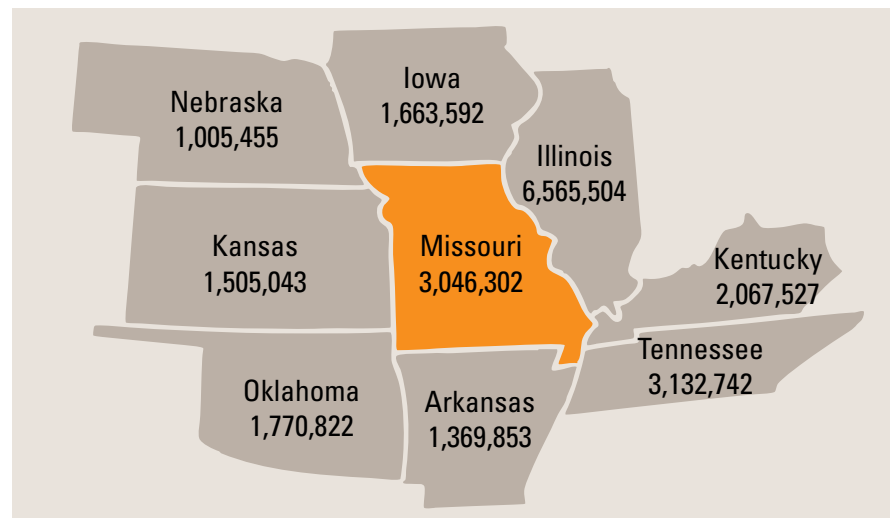 Iowa
1,663,592
Nebraska
1,005,455
Illinois
6,565,504
Kansas
1,505,043
Missouri
3,046,302
Kentucky
2,067,527
Tennessee
3,132,742
Oklahoma
1,770,822
Arkansas
1,369,853